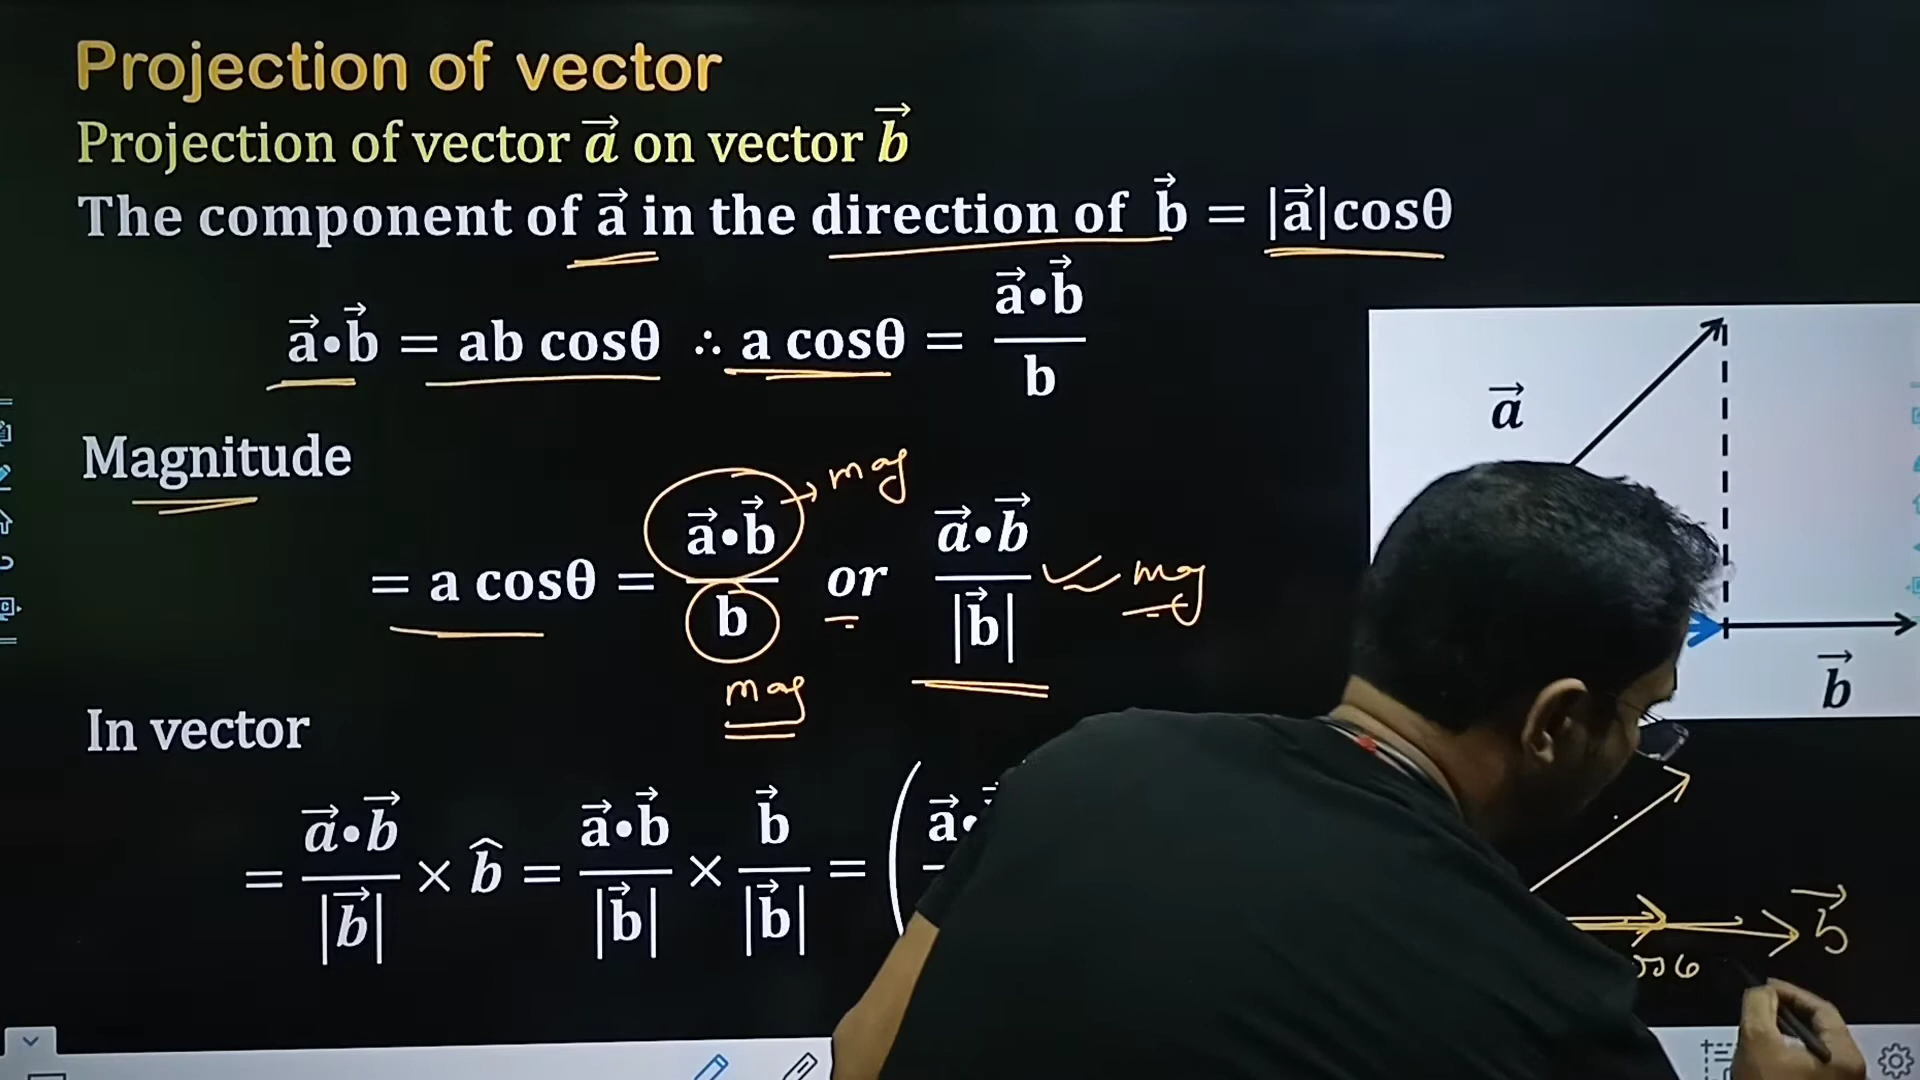 Projection of vector
Projection of vector a⃗ on vector b⃗
The component of a⃗ in the direction of b⃗ = |a⃗|cosθ
a⃗•b⃗ = ab cosθ ∴ a cosθ = a⃗•b⃗ / b
a⃗
Magnitude
mag
= a cosθ = a⃗•b⃗ / b or a⃗•b⃗ / |b⃗| mag
mag
b⃗
In vector
= a⃗•b⃗ / |b⃗| × b̂ = a⃗•b⃗ / |b⃗| × b⃗ / |b⃗| = ( a⃗•
b⃗